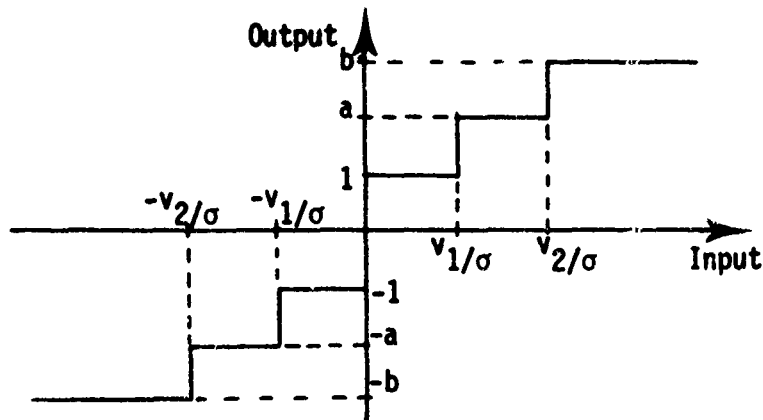 Output
b
a
1
-v2/σ -v1/σ
v1/σ v2/σ
Input
-1
-a
-b